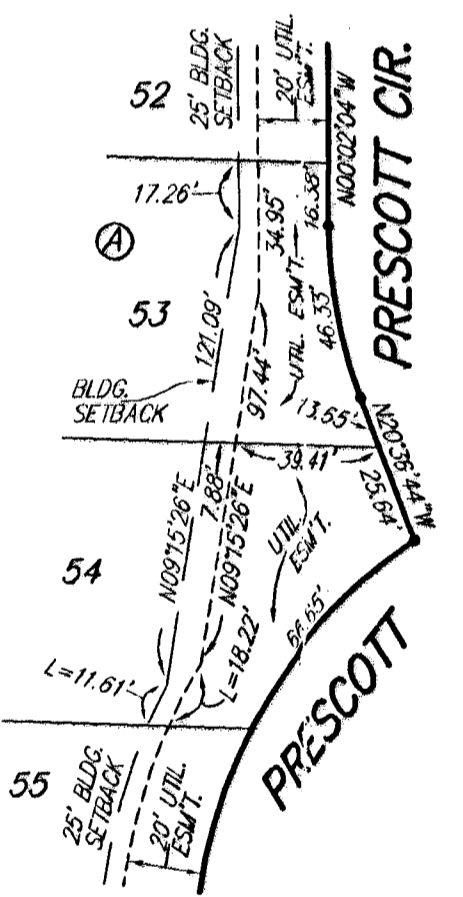 52
25' BLDG.
SETBACK
20' UTIL.
ESM'T.
N00°02'04"W
PRESCOTT CIR.
17.26'
A
53
34.95'
16.38'
UTIL. ESM'T.
46.33'
121.09'
97.44'
BLDG.
SETBACK
13.55'
N20°36'44"W
39.41'
25.64'
7.88'
N09°15'26"E
N09°15'26"E
UTIL.
ESM'T.
54
L=11.61'
L=18.22'
PRESCOTT
55
25' BLDG.
SETBACK
20' UTIL.
ESM'T.